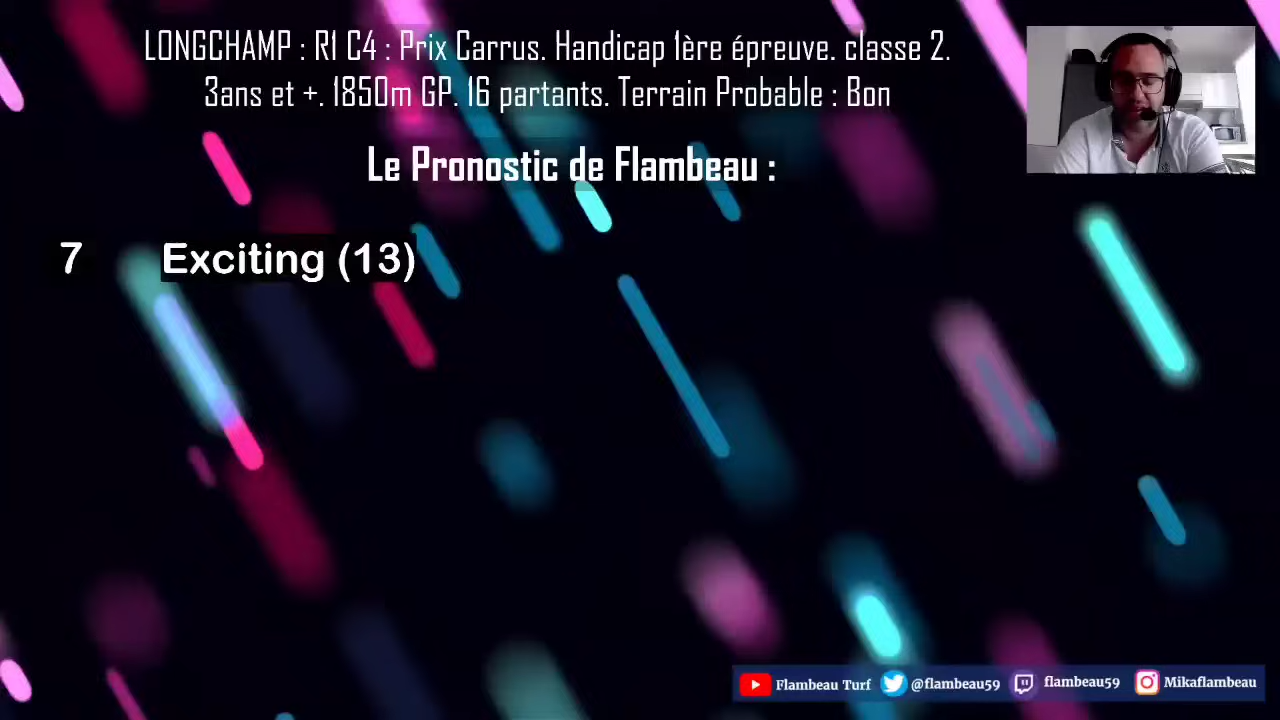 LONGCHAMP : R1 C4 : Prix Carrus. Handicap 1ère épreuve. classe 2.
3ans et +. 1850m GP. 16 partants. Terrain Probable : Bon
Le Pronostic de Flambeau :
7 Exciting (13)
Flambeau Turf @flambeau59 flambeau59 Mikaflambeau